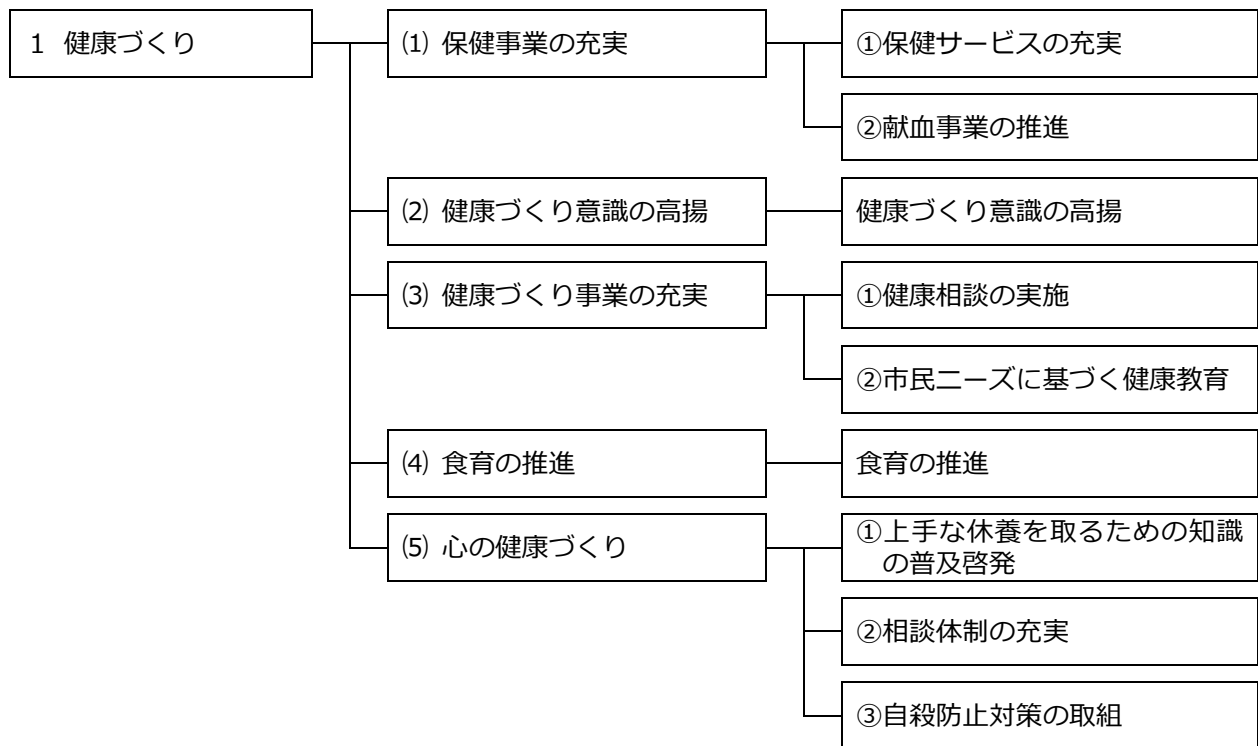 1 健康づくり
⑴ 保健事業の充実
①保健サービスの充実
②献血事業の推進
⑵ 健康づくり意識の高揚
健康づくり意識の高揚
⑶ 健康づくり事業の充実
①健康相談の実施
②市民ニーズに基づく健康教育
⑷ 食育の推進
食育の推進
⑸ 心の健康づくり
①上手な休養を取るための知識
の普及啓発
②相談体制の充実
③自殺防止対策の取組